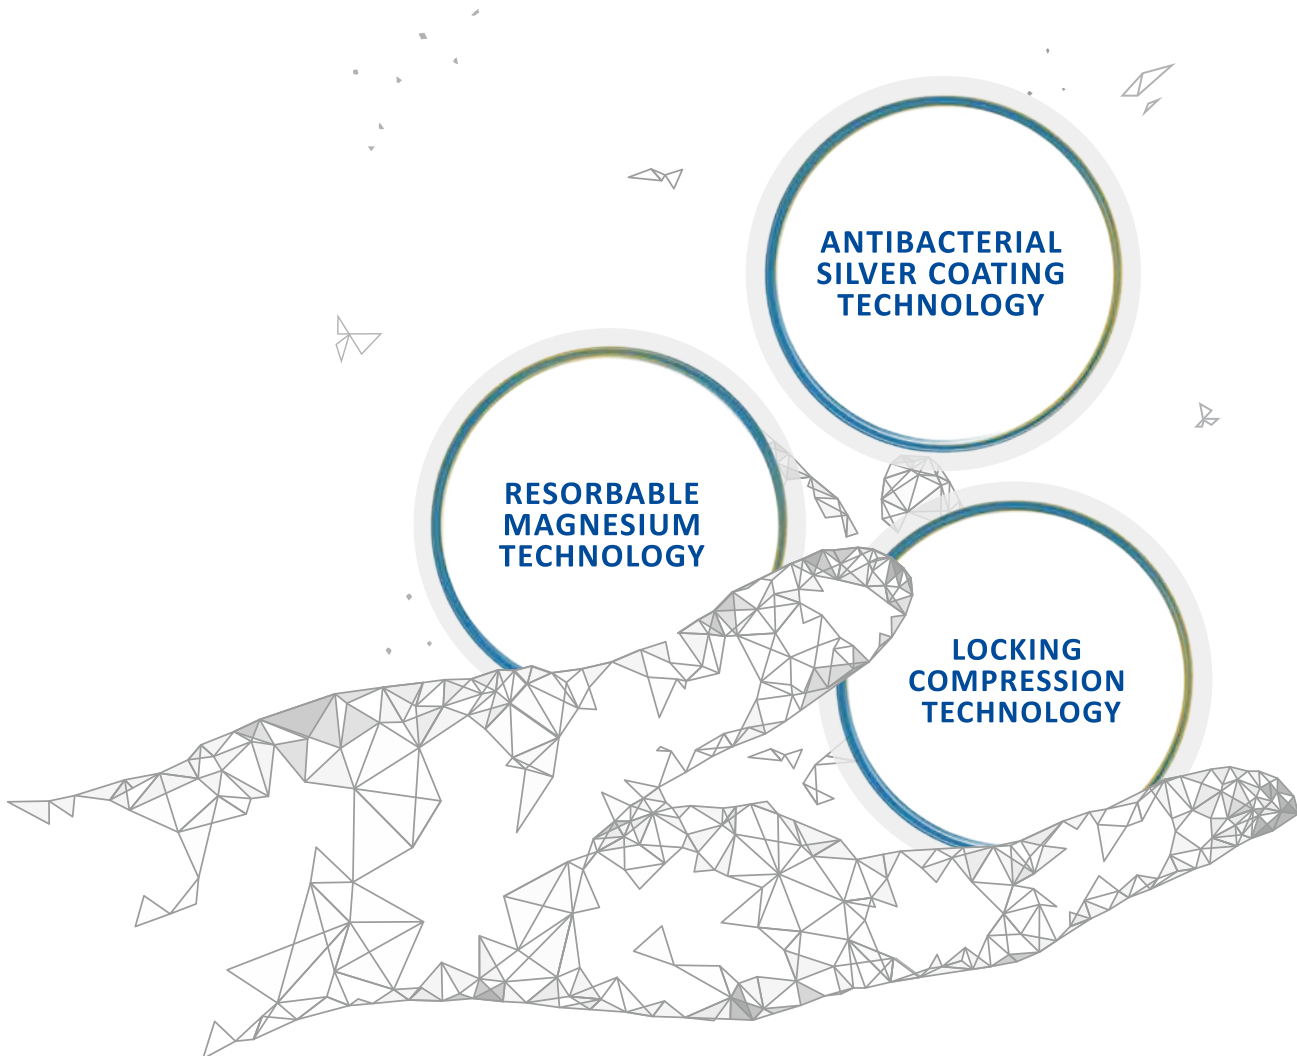 ANTIBACTERIAL
SILVER COATING
TECHNOLOGY
RESORBABLE
MAGNESIUM
TECHNOLOGY
LOCKING
COMPRESSION
TECHNOLOGY